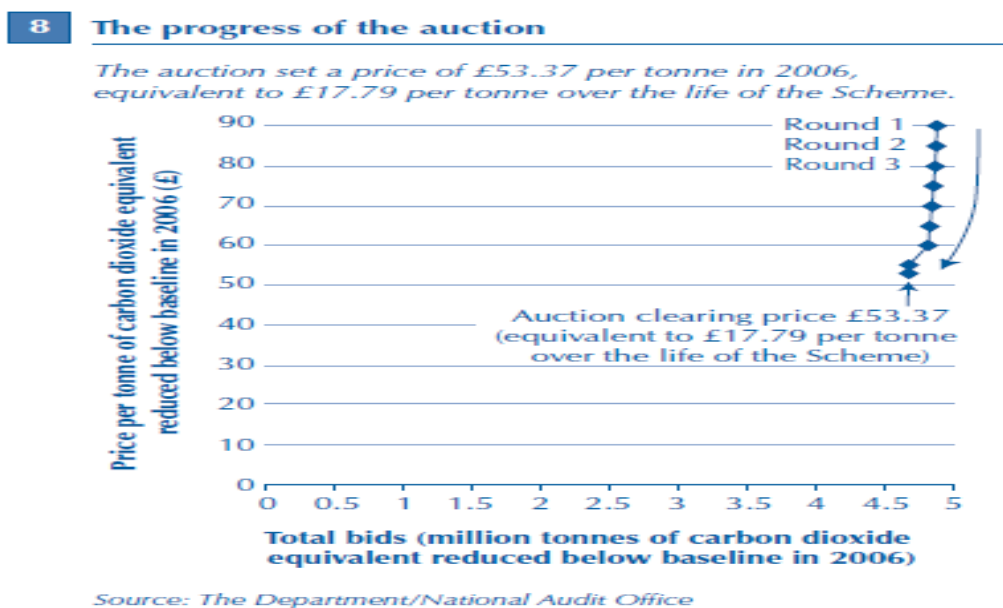 8 The progress of the auction
The auction set a price of £53.37 per tonne in 2006,
equivalent to £17.79 per tonne over the life of the Scheme.
Price per tonne of carbon dioxide equivalent
reduced below baseline in 2006 (£)
90
80
70
60
50
40
30
20
10
0
Round 1
Round 2
Round 3
Auction clearing price £53.37
(equivalent to £17.79 per tonne
over the life of the Scheme)
0 0.5 1 1.5 2 2.5 3 3.5 4 4.5 5
Total bids (million tonnes of carbon dioxide
equivalent reduced below baseline in 2006)
Source: The Department/National Audit Office